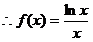 ∴ f(x) = ln x / x